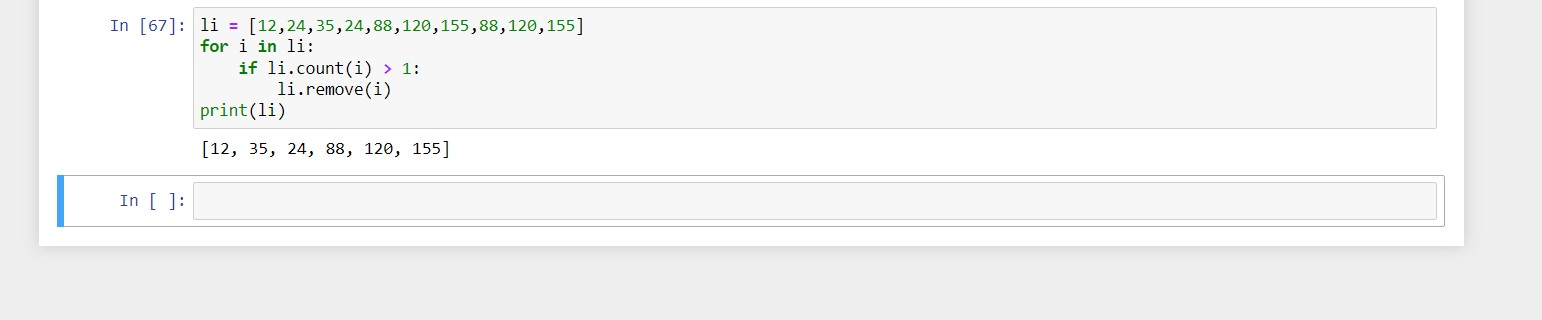 In [67]: li = [12,24,35,24,88,120,155,88,120,155]
for i in li:
    if li.count(i) > 1:
        li.remove(i)
print(li)
[12, 35, 24, 88, 120, 155]
In [ ]: